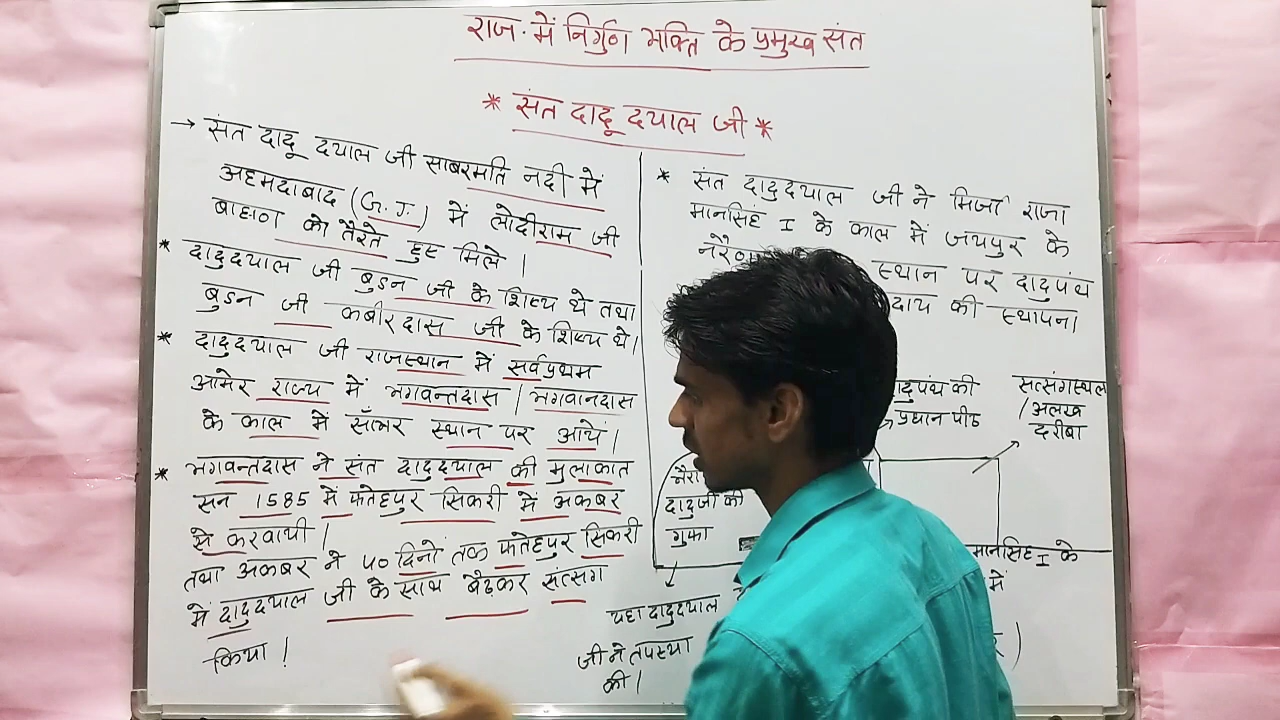 राज. में निर्गुण भक्ति के प्रमुख संत
* संत दादू दयाल जी *
→ संत दादू दयाल जी साबरमति नदी में
अहमदाबाद (G.J.) में लोदीराम जी
बाह्मण को तैरते हुए मिले |
* दादुदयाल जी बुडन जी के शिष्य थे तथा
बुडन जी कबीरदास जी के शिष्य थे |
* दादुदयाल जी राजस्थान में सर्वप्रथम
आमेर राज्य में भगवन्तदास / भगवानदास
के काल में साँभर स्थान पर आये |
* भगवन्तदास ने संत दादुदयाल की मुलाकात
सन 1585 में फतेहपुर सिकरी में अकबर
से करवायी |
तथा अकबर ने 40 दिनों तक फतेहपुर सिकरी
में दादुदयाल जी के साथ बैठकर संत्सग
किया !
* संत दादुदयाल जी ने मिर्जा राजा
मानसिंह I के काल में जयपुर के
स्थान पर दादुपंथ
की स्थापना
दादुपंथ की
प्रधान पीठ
सत्संगस्थल
/अलख
दरीबा
दादुजी की
गुफा
यहा दादुदयाल
जी ने तपस्या
की |
मानसिंह I के
में